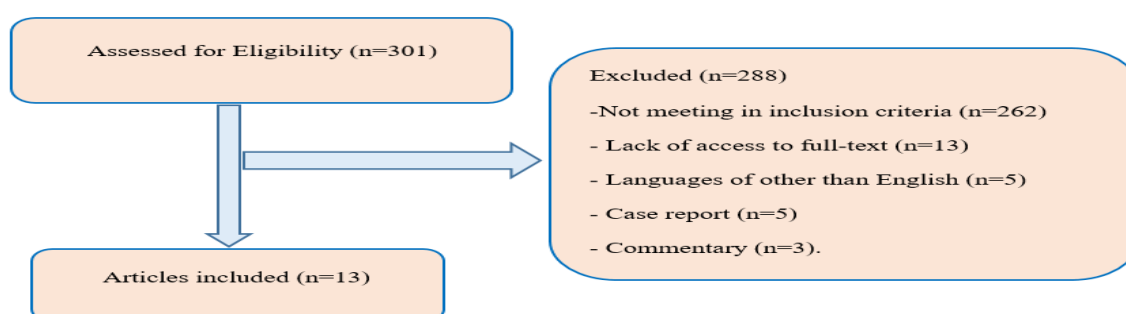 Assessed for Eligibility (n=301)
Excluded (n=288)
-Not meeting in inclusion criteria (n=262)
- Lack of access to full-text (n=13)
- Languages of other than English (n=5)
- Case report (n=5)
- Commentary (n=3).
Articles included (n=13)